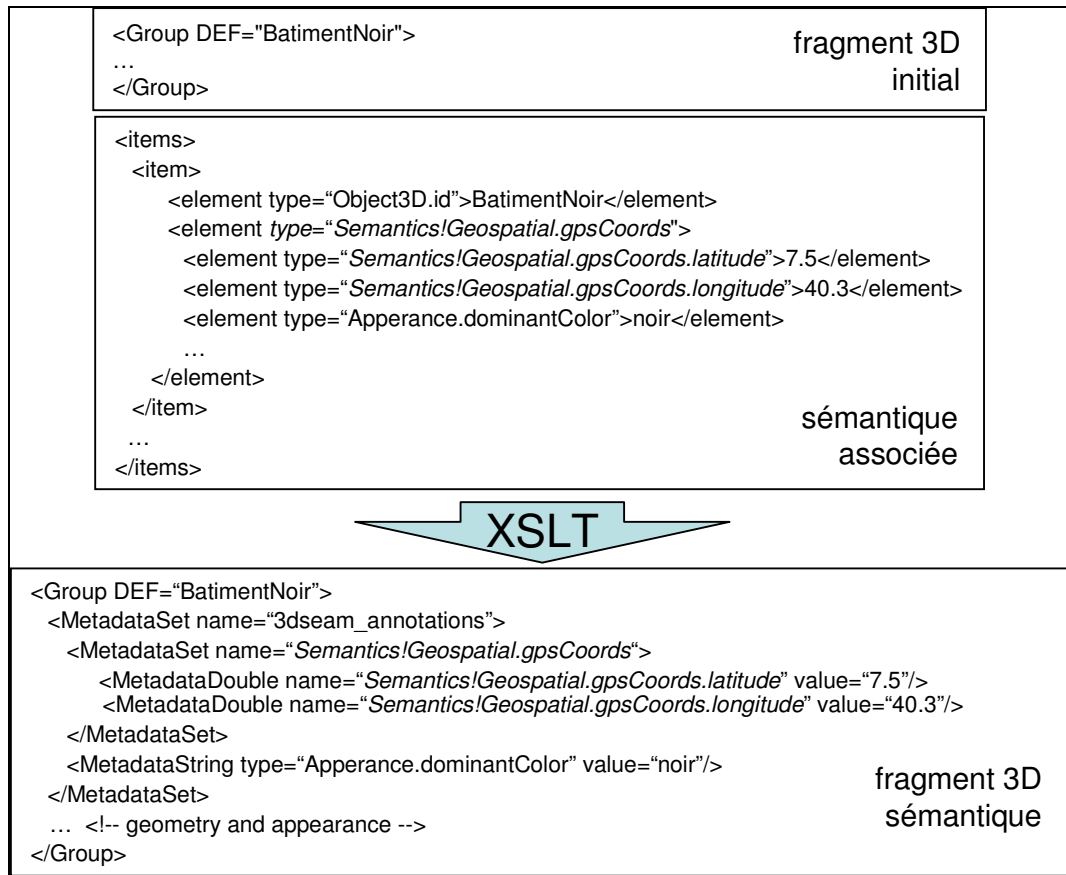 <Group DEF="BatimentNoir">
…
</Group>
fragment 3D
initial
<items>
<item>
<element type=“Object3D.id”>BatimentNoir</element>
<element type=“Semantics!Geospatial.gpsCoords">
<element type=“Semantics!Geospatial.gpsCoords.latitude”>7.5</element>
<element type=“Semantics!Geospatial.gpsCoords.longitude”>40.3</element>
<element type=“Apperance.dominantColor”>noir</element>
…
</element>
</item>
…
</items>
sémantique
associée
XSLT
<Group DEF=“BatimentNoir”>
<MetadataSet name=“3dseam_annotations”>
<MetadataSet name=“Semantics!Geospatial.gpsCoords“>
<MetadataDouble name=“Semantics!Geospatial.gpsCoords.latitude” value=“7.5”/>
<MetadataDouble name=“Semantics!Geospatial.gpsCoords.longitude” value=“40.3”/>
</MetadataSet>
<MetadataString type=“Apperance.dominantColor” value=“noir”/>
</MetadataSet>
… <!-- geometry and appearance -->
</Group>
fragment 3D
sémantique